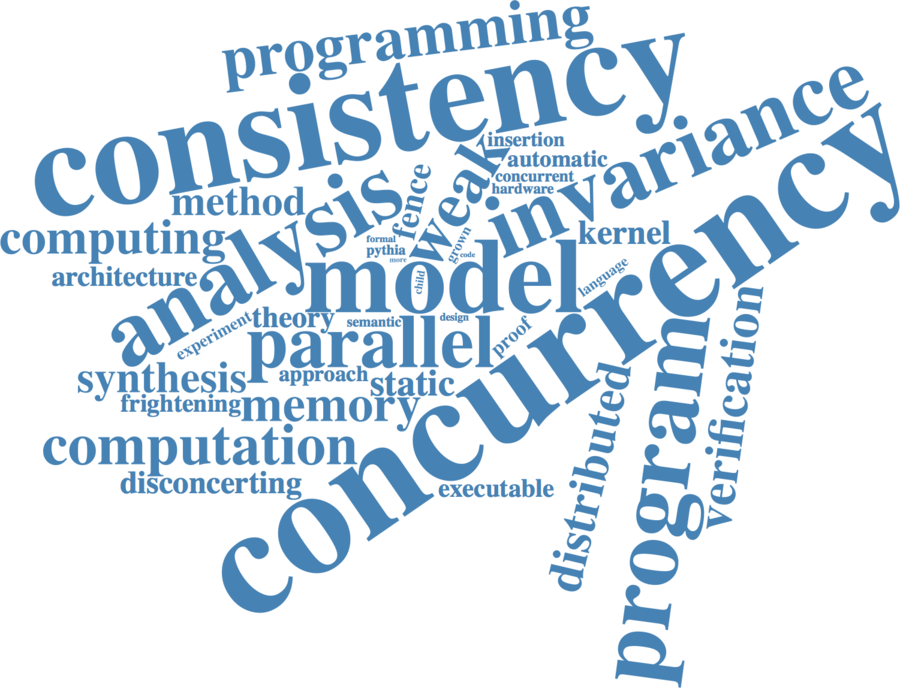 programming
consistency
insertion
automatic
concurrent
hardware
invariance
Weak
fence
method
analysis
computing
kernel
formal
pythia
more
grown
code
architecture
model
child
language
concurrency
experiment
theory
semantic
design
parallel
proof
approach
static
synthesis
frightening
memory
computation
disconcerting
executable
distributed
program
verification